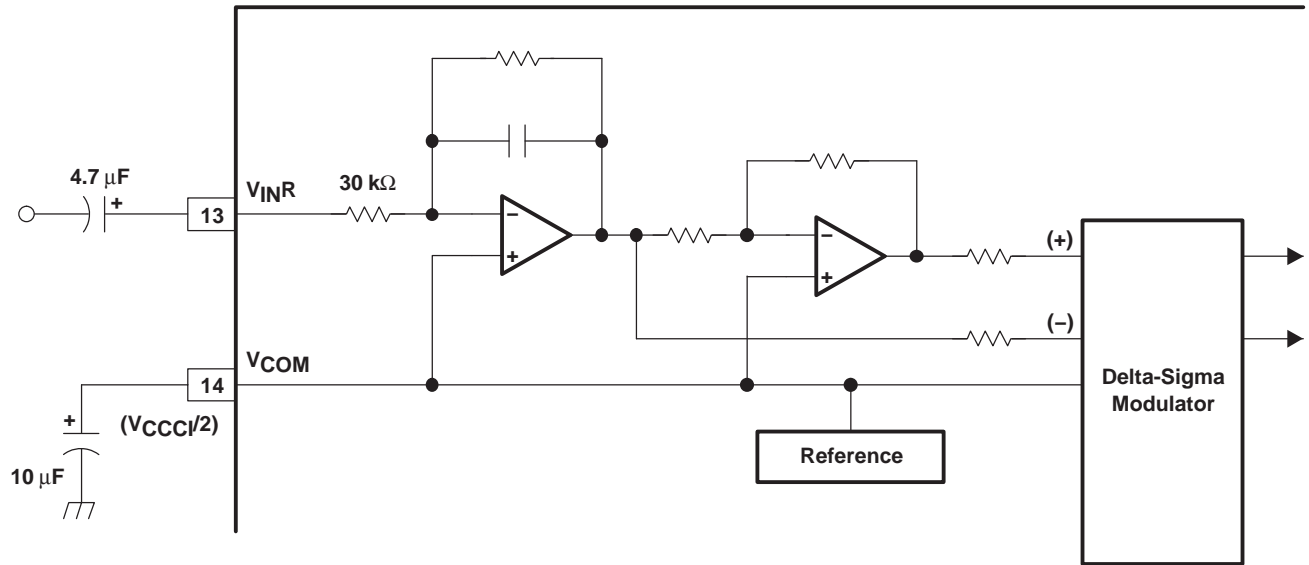 4.7 μF
+
13
VINR
30 kΩ
−
+
−
+
(+)
(−)
VCOM
14
(VCCCI/2)
+
10 μF
Reference
Delta-Sigma
Modulator